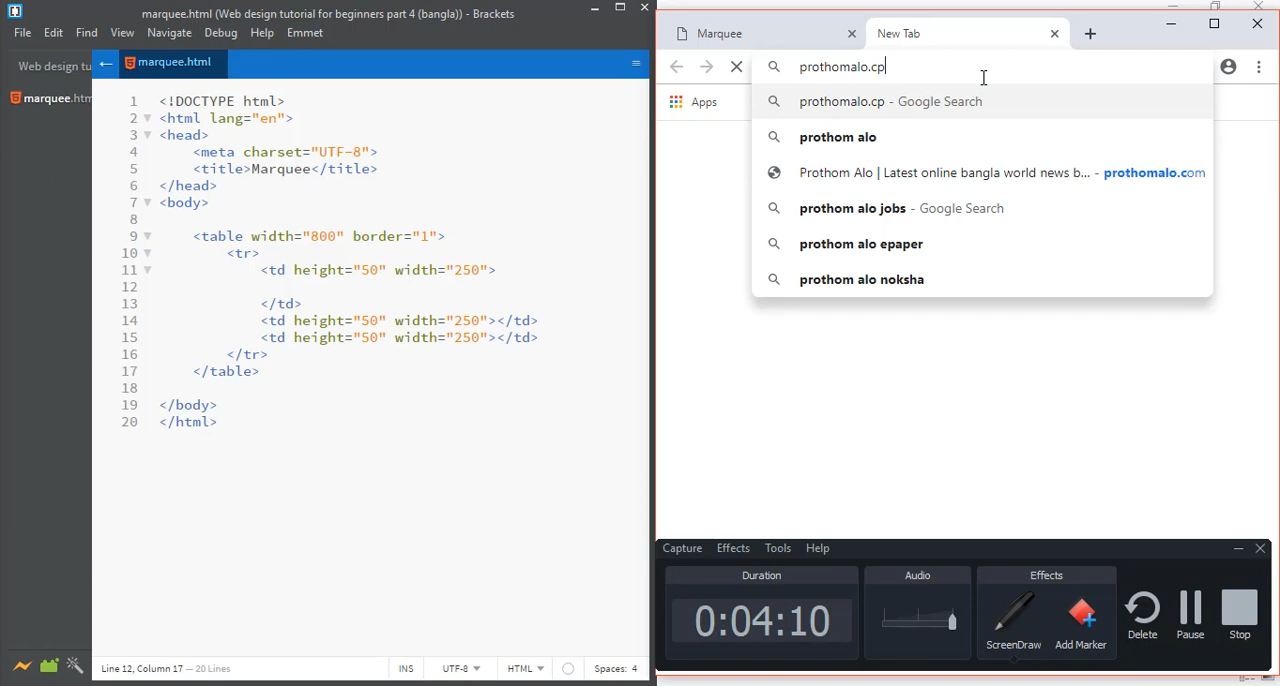 marquee.html (Web design tutorial for beginners part 4 (bangla)) - Brackets
File Edit Find View Navigate Debug Help Emmet
Web design tu
marquee.html
marquee.htm
1 <!DOCTYPE html>
2 <html lang="en">
3 <head>
4 <meta charset="UTF-8">
5 <title>Marquee</title>
6 </head>
7 <body>
8
9 <table width="800" border="1">
10 <tr>
11 <td height="50" width="250">
12
13 </td>
14 <td height="50" width="250"></td>
15 <td height="50" width="250"></td>
16 </tr>
17 </table>
18
19 </body>
20 </html>
Line 12, Column 17 — 20 Lines
INS UTF-8 HTML Spaces: 4
Marquee
New Tab
prothomalo.cp
Apps
prothomalo.cp - Google Search
prothom alo
Prothom Alo | Latest online bangla world news b... - prothomalo.com
prothom alo jobs - Google Search
prothom alo epaper
prothom alo noksha
Capture Effects Tools Help
Duration
0:04:10
Audio
Effects
ScreenDraw
Add Marker
Delete
Pause
Stop